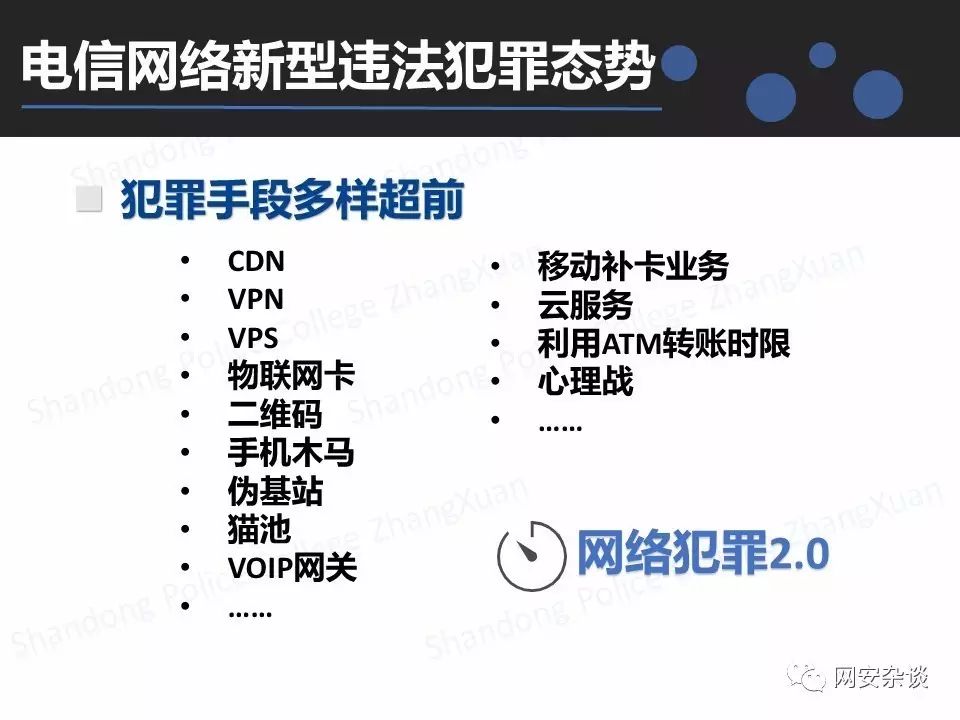 电信网络新型违法犯罪态势
犯罪手段多样超前
• CDN
• VPN
• VPS
• 物联网卡
• 二维码
• 手机木马
• 伪基站
• 猫池
• VOIP网关
• ……
• 移动补卡业务
• 云服务
• 利用ATM转账时限
• 心理战
• ……
网络犯罪2.0
Shandong Police College ZhangXuan
网安杂谈